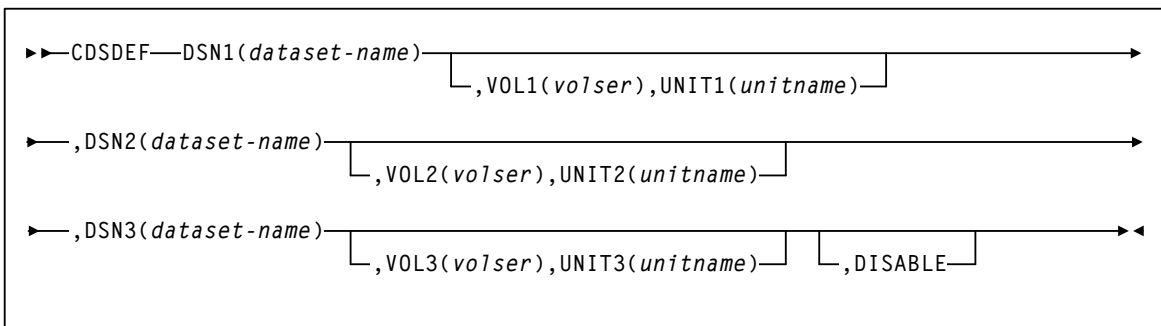 CDSDEF DSN1(dataset-name)
,VOL1(volser),UNIT1(unitname)
,DSN2(dataset-name)
,VOL2(volser),UNIT2(unitname)
,DSN3(dataset-name)
,VOL3(volser),UNIT3(unitname) ,DISABLE